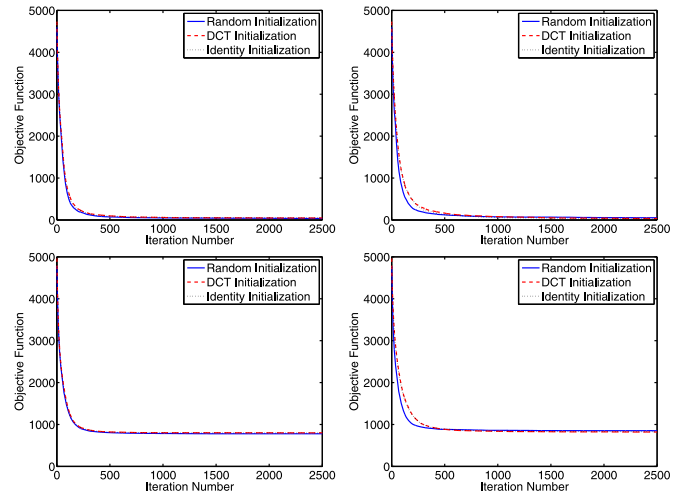 5000
4000
3000
2000
1000
0
0 500 1000 1500 2000 2500
Objective Function
Iteration Number
Random Initialization
DCT Initialization
Identity Initialization
5000
4000
3000
2000
1000
0
0 500 1000 1500 2000 2500
Objective Function
Iteration Number
Random Initialization
DCT Initialization
Identity Initialization
5000
4000
3000
2000
1000
0
0 500 1000 1500 2000 2500
Objective Function
Iteration Number
Random Initialization
DCT Initialization
Identity Initialization
5000
4000
3000
2000
1000
0
0 500 1000 1500 2000 2500
Objective Function
Iteration Number
Random Initialization
DCT Initialization
Identity Initialization